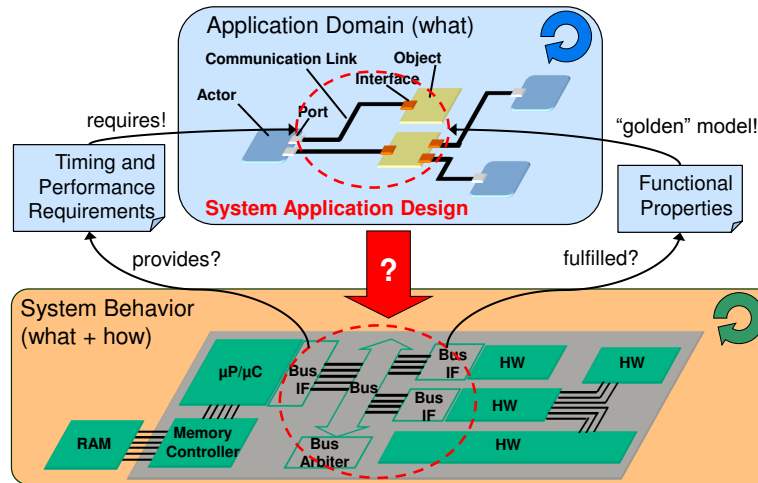 Application Domain (what)
Communication Link
Object
Interface
Actor
Port
requires!
"golden" model!
Timing and
Performance
Requirements
Functional
Properties
System Application Design
?
provides?
fulfilled?
System Behavior
(what + how)
µP/µC
Bus
IF
Bus
Bus
IF
HW
HW
Bus
IF
HW
RAM
Memory
Controller
Bus
Arbiter
HW